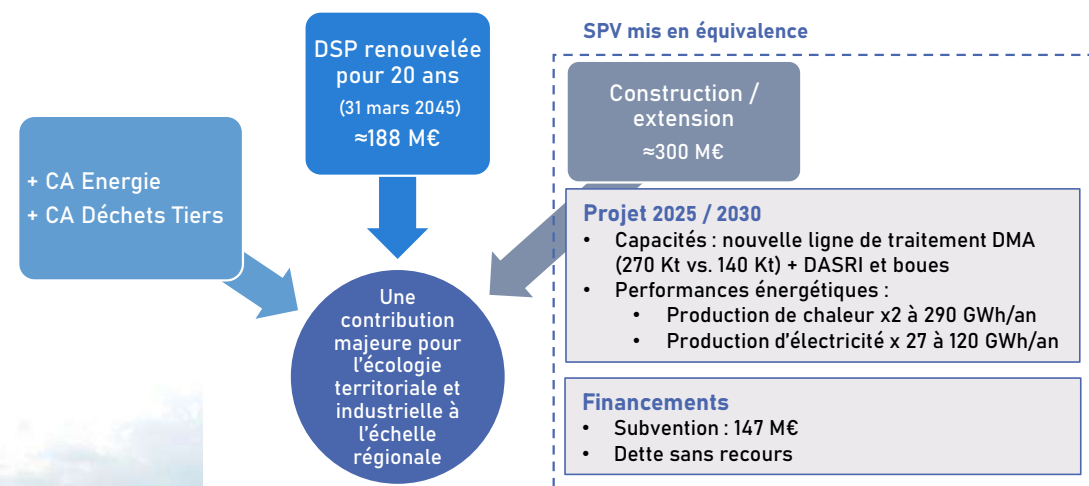 + CA Energie
+ CA Déchets Tiers
DSP renouvelée
pour 20 ans
(31 mars 2045)
≈188 M€
SPV mis en équivalence
Construction /
extension
≈300 M€
Une
contribution
majeure pour
l'écologie
territoriale et
industrielle à
l'échelle
régionale
Projet 2025 / 2030
• Capacités : nouvelle ligne de traitement DMA
(270 Kt vs. 140 Kt) + DASRI et boues
• Performances énergétiques :
• Production de chaleur x2 à 290 GWh/an
• Production d'électricité x 27 à 120 GWh/an
Financements
• Subvention : 147 M€
• Dette sans recours